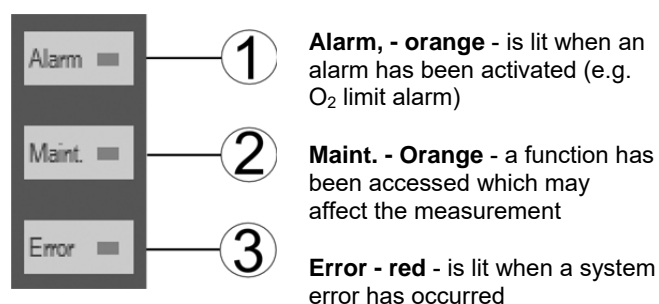 Alarm
1
Alarm, - orange - is lit when an
alarm has been activated (e.g.
O₂ limit alarm)
Maint.
2
Maint. - Orange - a function has
been accessed which may
affect the measurement
Error
3
Error - red - is lit when a system
error has occurred